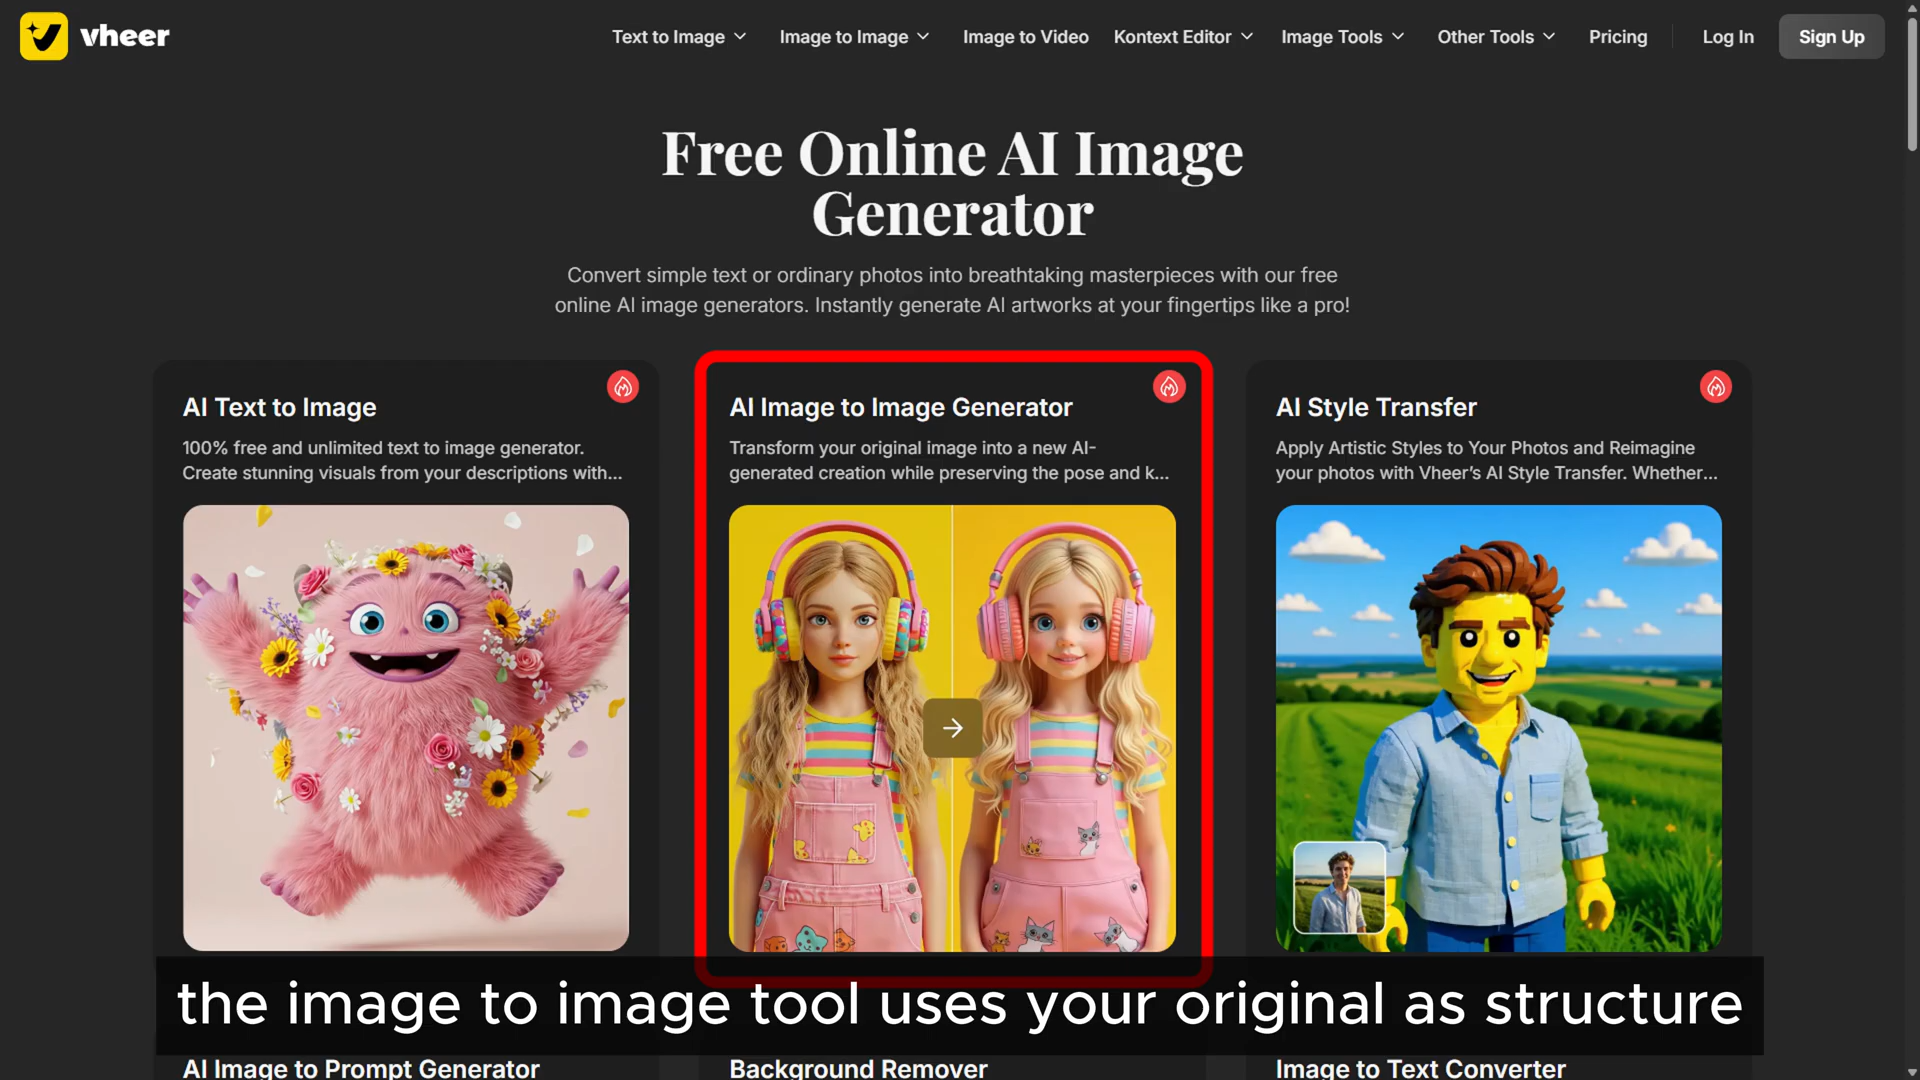 vheer
Text to Image
Image to Image
Image to Video
Kontext Editor
Image Tools
Other Tools
Pricing
Log In
Sign Up
Free Online AI Image
Generator
Convert simple text or ordinary photos into breathtaking masterpieces with our free
online AI image generators. Instantly generate AI artworks at your fingertips like a pro!
AI Text to Image
100% free and unlimited text to image generator.
Create stunning visuals from your descriptions with...
AI Image to Image Generator
Transform your original image into a new AI-
generated creation while preserving the pose and k...
AI Style Transfer
Apply Artistic Styles to Your Photos and Reimagine
your photos with Vheer's AI Style Transfer. Whether...
the image to image tool uses your original as structure
AI Image to Prompt Generator
Background Remover
Image to Text Converter